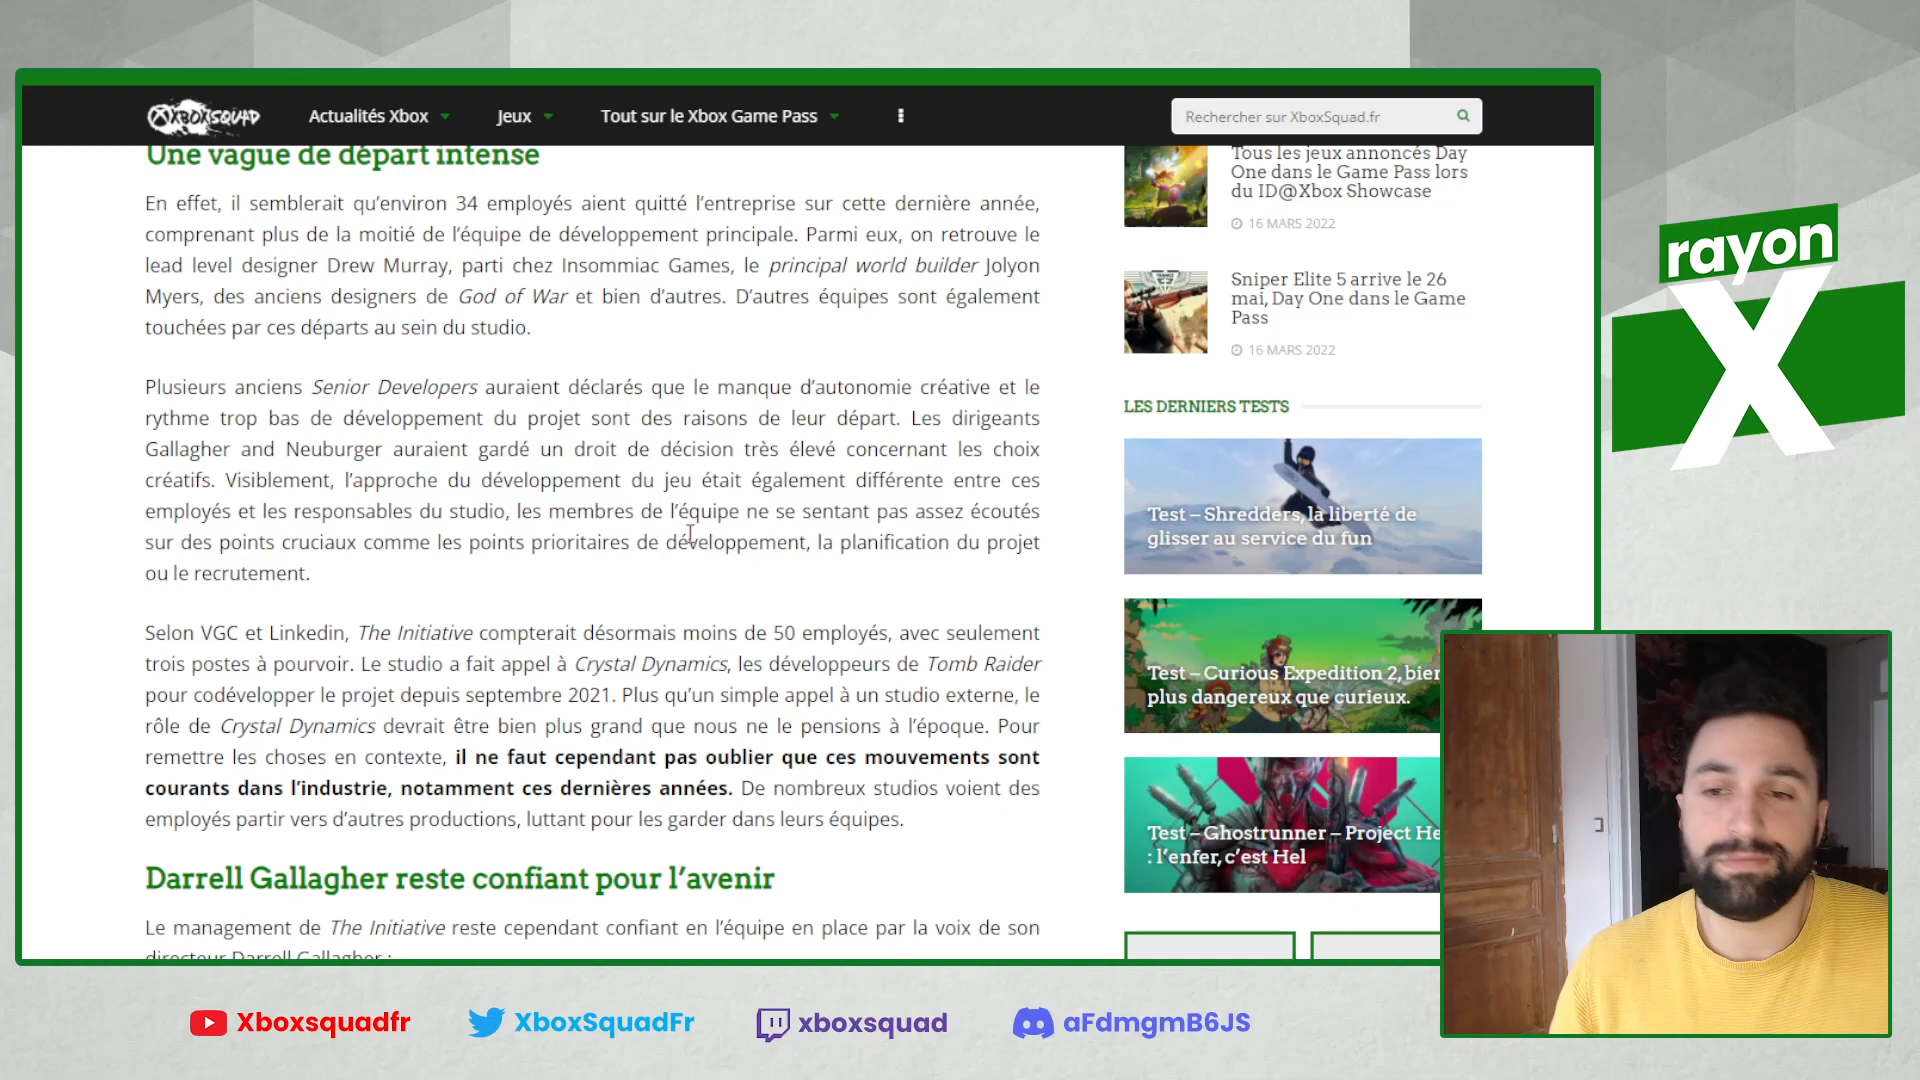 XBOXSQUAD
Actualités Xbox
Jeux
Tout sur le Xbox Game Pass
Rechercher sur XboxSquad.fr
Une vague de départ intense
En effet, il semblerait qu’environ 34 employés aient quitté l’entreprise sur cette dernière année,
comprenant plus de la moitié de l’équipe de développement principale. Parmi eux, on retrouve le
lead level designer Drew Murray, parti chez Insommiac Games, le principal world builder Jolyon
Myers, des anciens designers de God of War et bien d’autres. D’autres équipes sont également
touchées par ces départs au sein du studio.
Plusieurs anciens Senior Developers auraient déclarés que le manque d’autonomie créative et le
rythme trop bas de développement du projet sont des raisons de leur départ. Les dirigeants
Gallagher and Neuburger auraient gardé un droit de décision très élevé concernant les choix
créatifs. Visiblement, l’approche du développement du jeu était également différente entre ces
employés et les responsables du studio, les membres de l’équipe ne se sentant pas assez écoutés
sur des points cruciaux comme les points prioritaires de développement, la planification du projet
ou le recrutement.
Selon VGC et Linkedin, The Initiative compterait désormais moins de 50 employés, avec seulement
trois postes à pourvoir. Le studio a fait appel à Crystal Dynamics, les développeurs de Tomb Raider
pour codévelopper le projet depuis septembre 2021. Plus qu’un simple appel à un studio externe, le
rôle de Crystal Dynamics devrait être bien plus grand que nous ne le pensions à l’époque. Pour
remettre les choses en contexte, il ne faut cependant pas oublier que ces mouvements sont
courants dans l’industrie, notamment ces dernières années. De nombreux studios voient des
employés partir vers d’autres productions, luttant pour les garder dans leurs équipes.
Darrell Gallagher reste confiant pour l’avenir
Le management de The Initiative reste cependant confiant en l’équipe en place par la voix de son
directeur Darrell Gallagher :
Tous les jeux annoncés Day
One dans le Game Pass lors
du ID@Xbox Showcase
16 MARS 2022
Sniper Elite 5 arrive le 26
mai, Day One dans le Game
Pass
16 MARS 2022
LES DERNIERS TESTS
Test – Shredders, la liberté de
glisser au service du fun
Test – Curious Expedition 2, bien
plus dangereux que curieux.
Test – Ghostrunner – Project He
: l’enfer, c’est Hel
rayon
X
Xboxsquadfr
XboxSquadFr
xboxsquad
aFdmgmB6JS